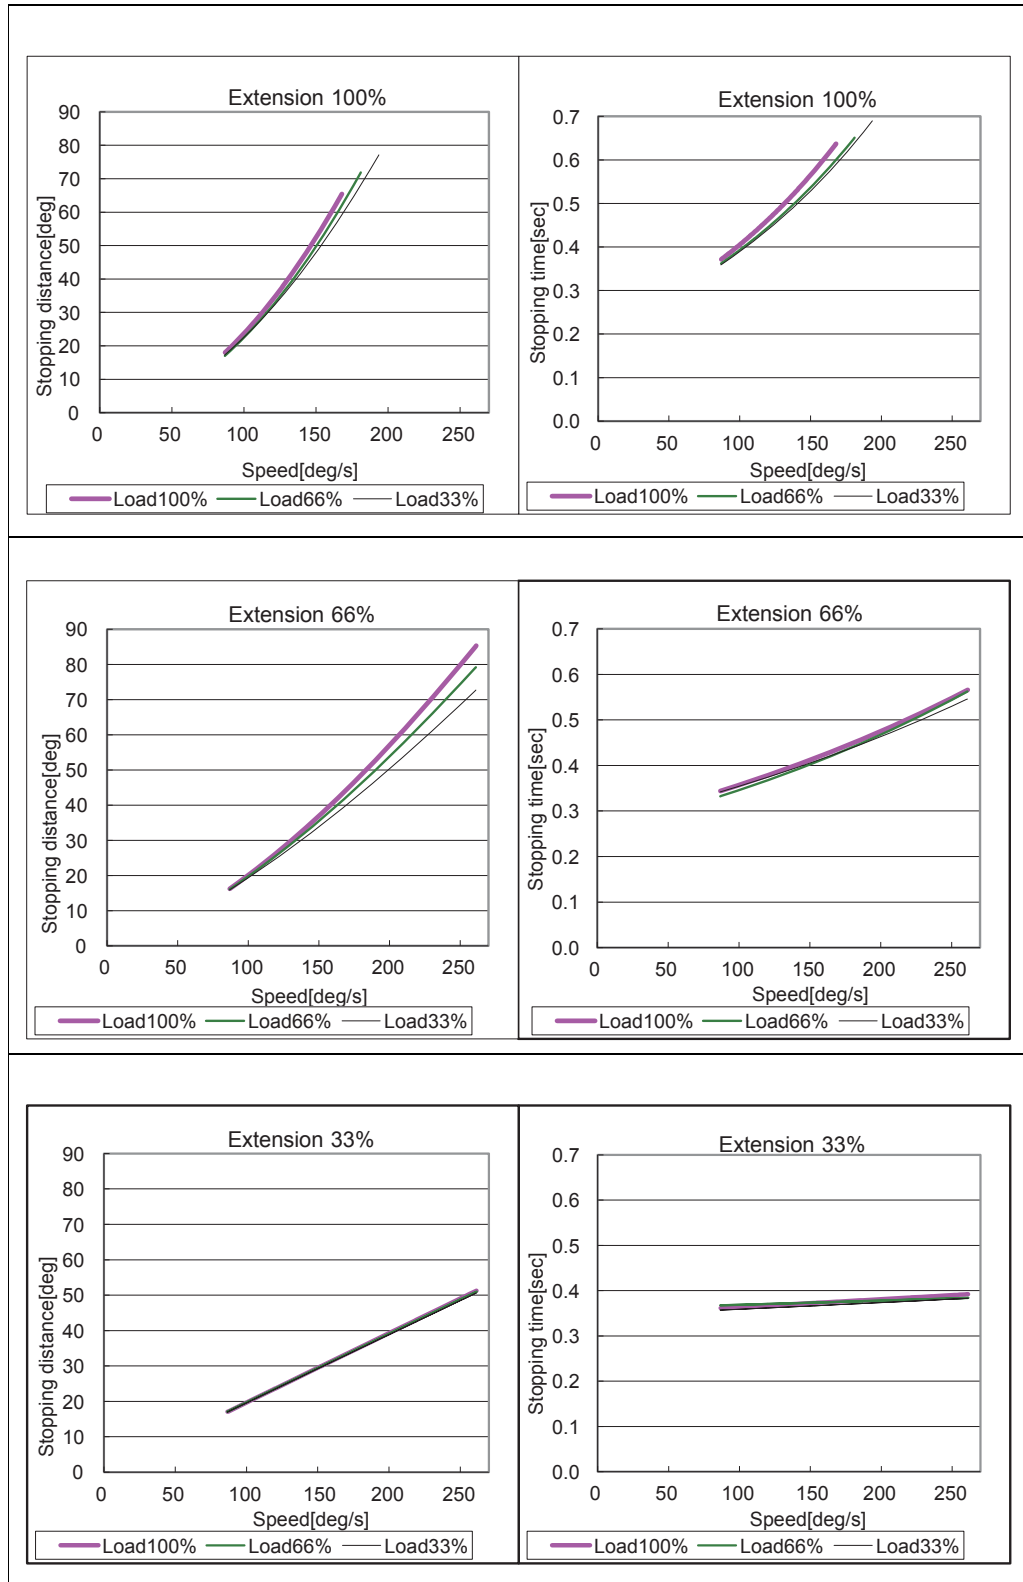 Extension 100%
90
80
70
60
50
40
30
20
10
0
Stopping distance[deg]
0 50 100 150 200 250
Speed[deg/s]
Load100% Load66% Load33%
Extension 100%
0.7
0.6
0.5
0.4
0.3
0.2
0.1
0.0
Stopping time[sec]
0 50 100 150 200 250
Speed[deg/s]
Load100% Load66% Load33%
Extension 66%
90
80
70
60
50
40
30
20
10
0
Stopping distance[deg]
0 50 100 150 200 250
Speed[deg/s]
Load100% Load66% Load33%
Extension 66%
0.7
0.6
0.5
0.4
0.3
0.2
0.1
0.0
Stopping time[sec]
0 50 100 150 200 250
Speed[deg/s]
Load100% Load66% Load33%
Extension 33%
90
80
70
60
50
40
30
20
10
0
Stopping distance[deg]
0 50 100 150 200 250
Speed[deg/s]
Load100% Load66% Load33%
Extension 33%
0.7
0.6
0.5
0.4
0.3
0.2
0.1
0.0
Stopping time[sec]
0 50 100 150 200 250
Speed[deg/s]
Load100% Load66% Load33%